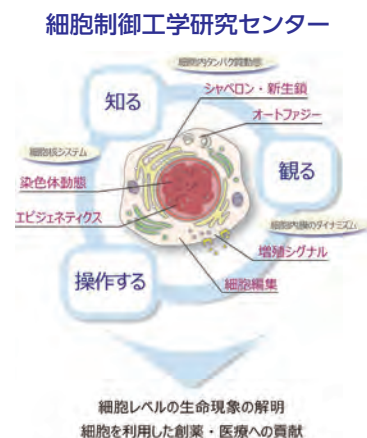 細胞制御工学研究センター
細胞内タンパク質動態
知る
シャペロン・新生鎖
オートファジー
細胞核システム
観る
染色体動態
エピジェネティクス
細胞内膜のダイナミズム
増殖シグナル
操作する
細胞編集
細胞レベルの生命現象の解明
細胞を利用した創薬・医療への貢献